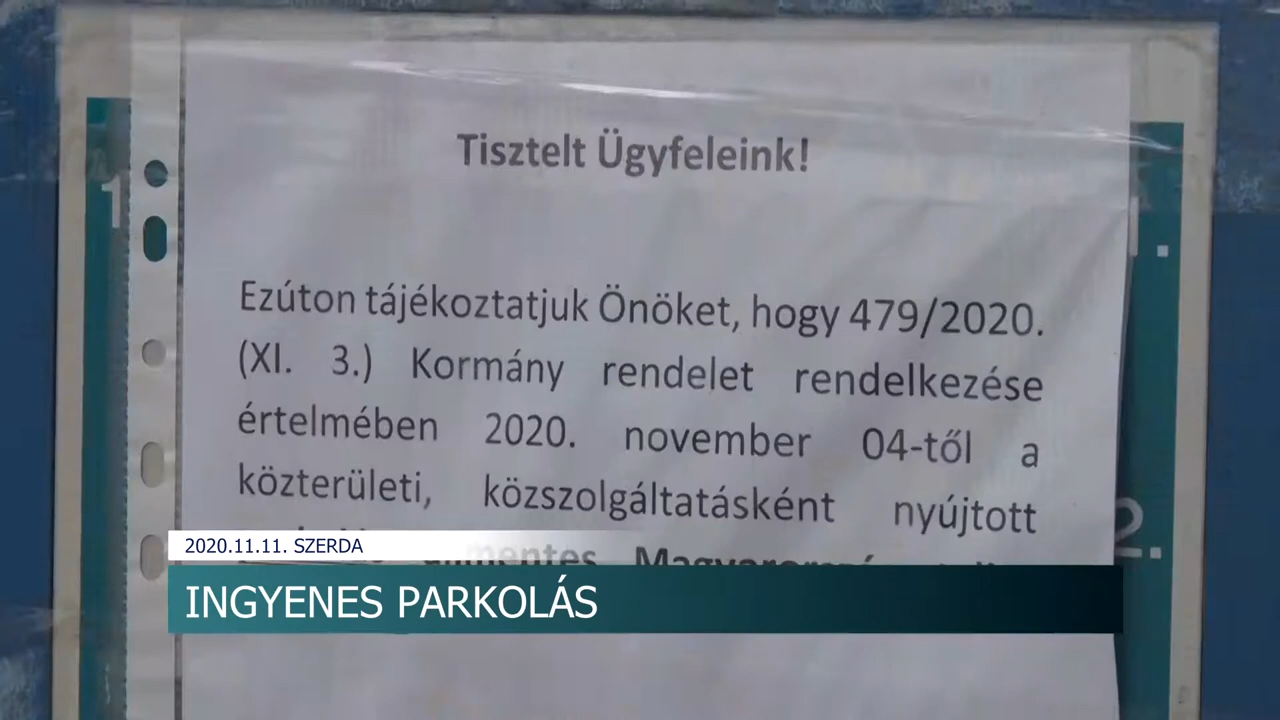 Tisztelt Ügyfeleink!
Ezúton tájékoztatjuk Önöket, hogy 479/2020.
(XI. 3.) Kormány rendelet rendelkezése
értelmében 2020. november 04-től a
közterületi, közszolgáltatásként nyújtott
2.
2020.11.11. SZERDA
INGYENES PARKOLÁS